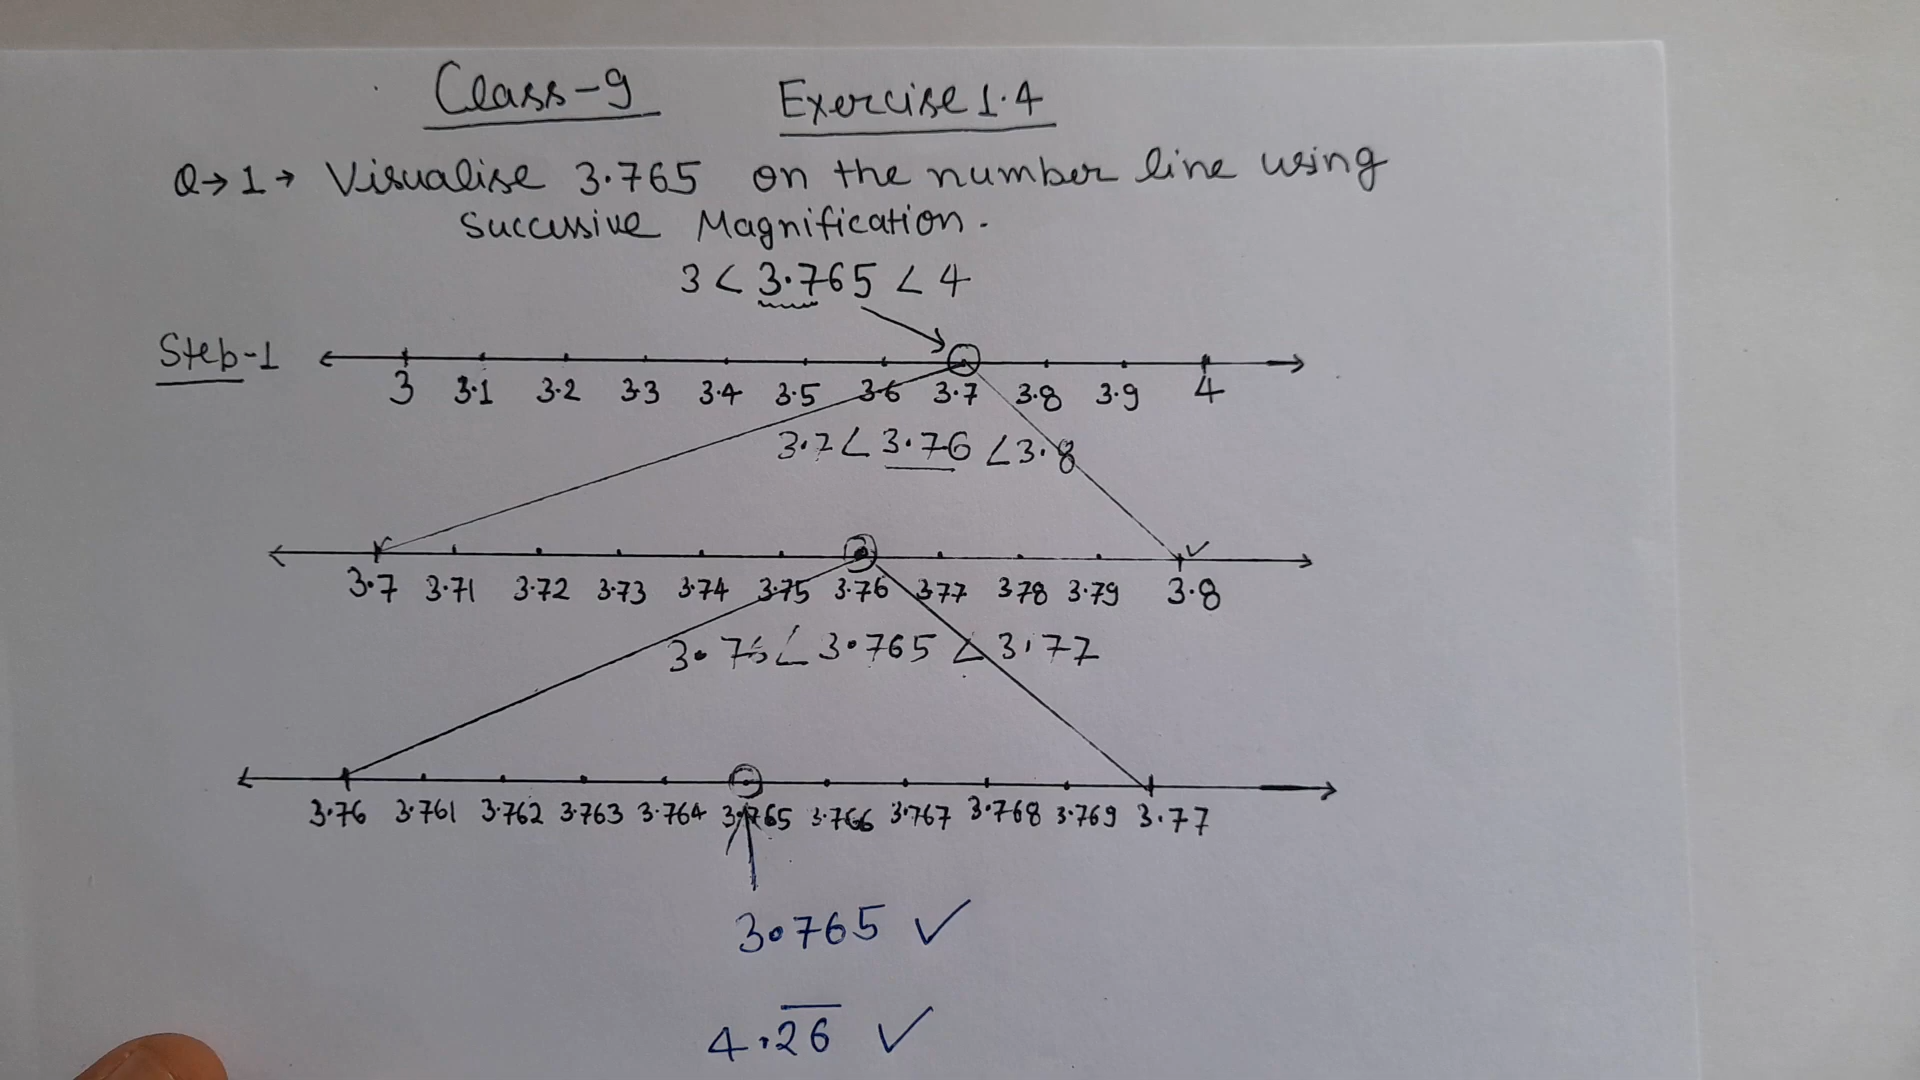 Class-9 Exercise 1.4
Q→1→ Visualise 3.765 on the number line using
Successive Magnification.
3 < 3.765 < 4
Steb-1
3 3.1 3.2 3.3 3.4 3.5 3.6 3.7 3.8 3.9 4
3.7 < 3.76 < 3.8
3.7 3.71 3.72 3.73 3.74 3.75 3.76 3.77 3.78 3.79 3.8
3.76 < 3.765 < 3.77
3.76 3.761 3.762 3.763 3.764 3.765 3.766 3.767 3.768 3.769 3.77
3.765 ✓
4.2̅6̅ ✓